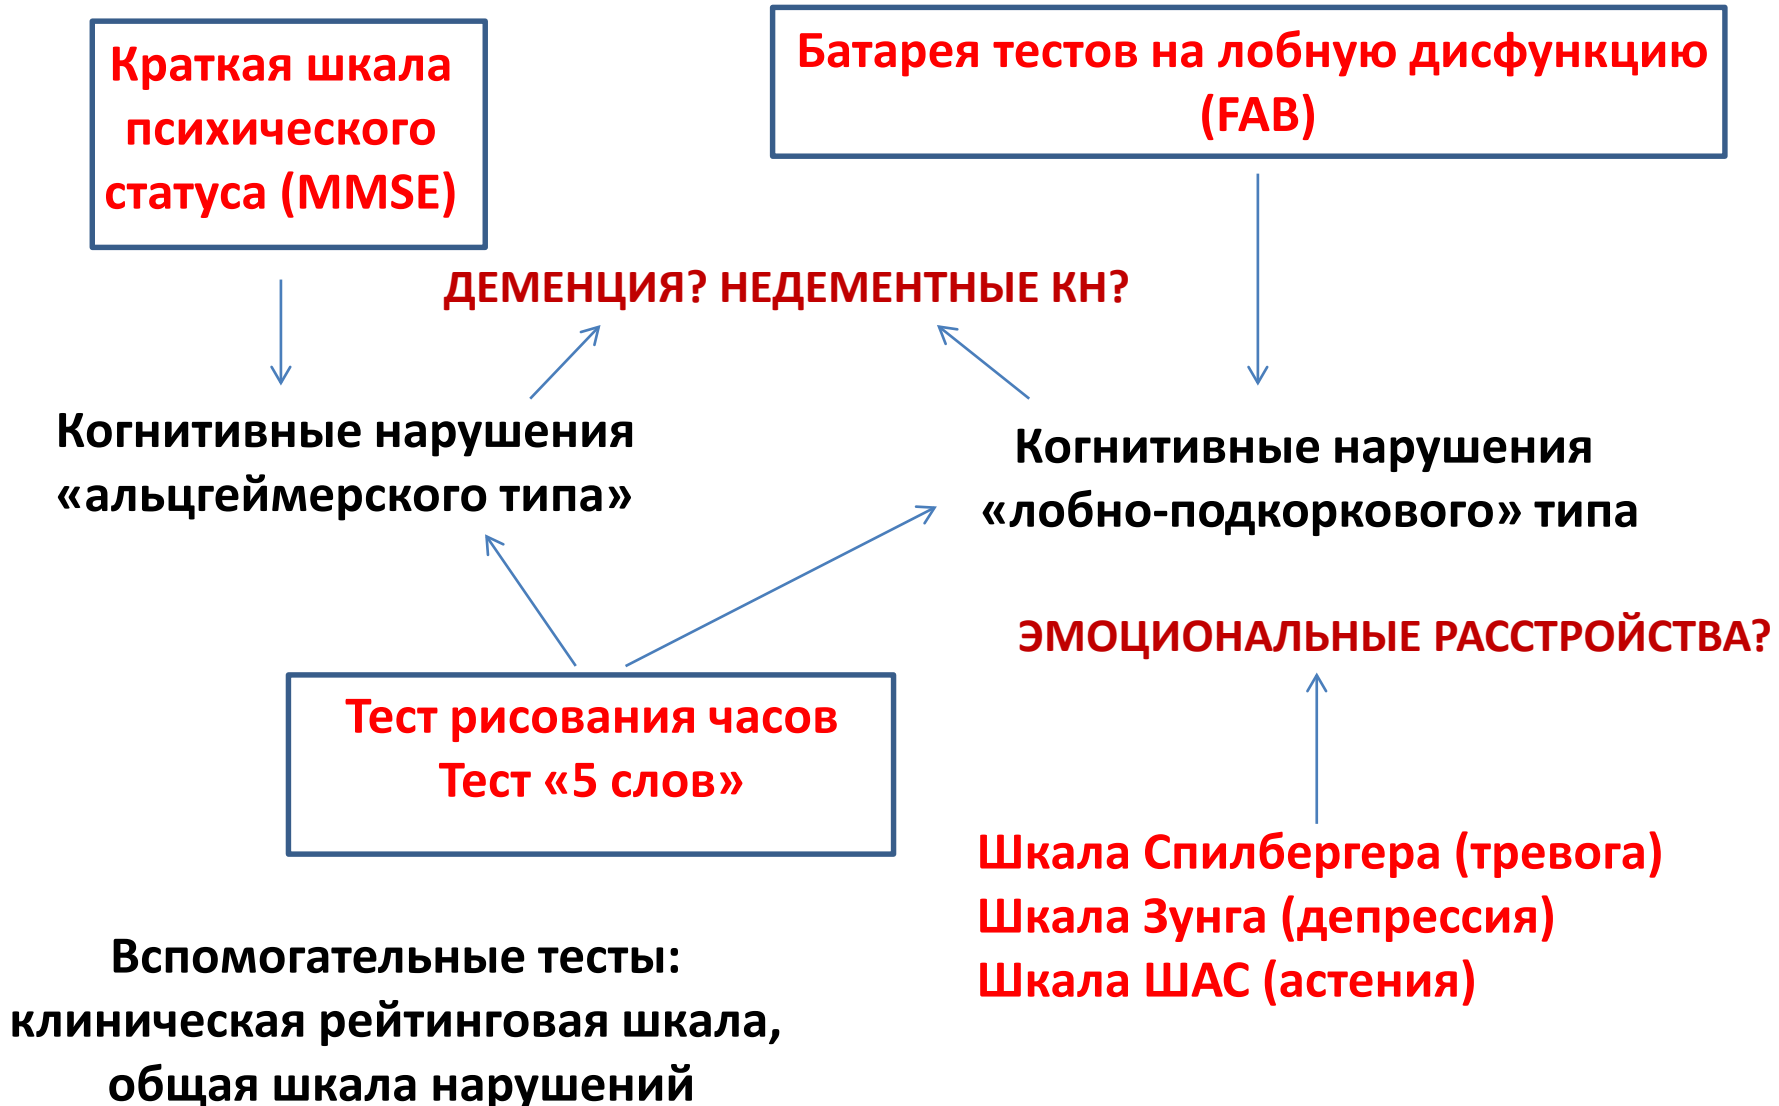 Краткая шкала
психического
статуса (MMSE)
Батарея тестов на лобную дисфункцию
(FAB)
ДЕМЕНЦИЯ? НЕДЕМЕНТНЫЕ КН?
Когнитивные нарушения
«альцгеймерского типа»
Когнитивные нарушения
«лобно-подкоркового» типа
ЭМОЦИОНАЛЬНЫЕ РАССТРОЙСТВА?
Тест рисования часов
Тест «5 слов»
Шкала Спилбергера (тревога)
Шкала Зунга (депрессия)
Шкала ШАС (астения)
Вспомогательные тесты:
клиническая рейтинговая шкала,
общая шкала нарушений